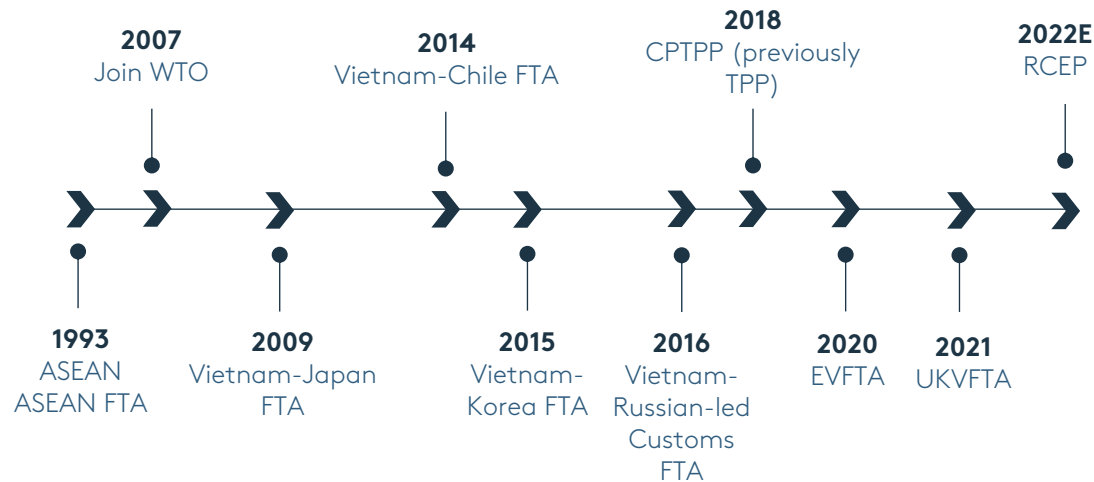 2007
Join WTO
2014
Vietnam-Chile FTA
2018
CPTPP (previously
TPP)
2022E
RCEP
1993
ASEAN
ASEAN FTA
2009
Vietnam-Japan
FTA
2015
Vietnam-
Korea FTA
2016
Vietnam-
Russian-led
Customs
FTA
2020
EVFTA
2021
UKVFTA